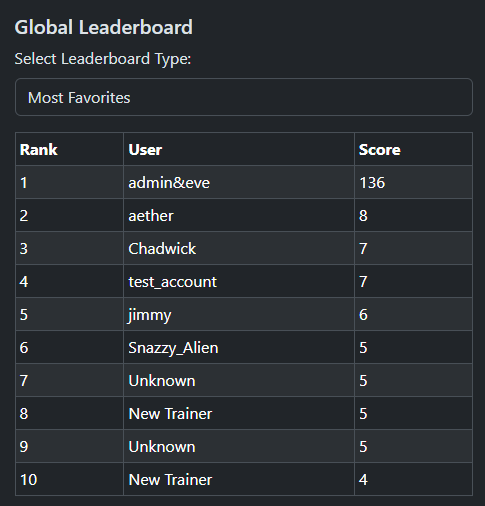 Global Leaderboard
Select Leaderboard Type:
Most Favorites
Rank User Score
1 admin&eve 136
2 aether 8
3 Chadwick 7
4 test_account 7
5 jimmy 6
6 Snazzy_Alien 5
7 Unknown 5
8 New Trainer 5
9 Unknown 5
10 New Trainer 4